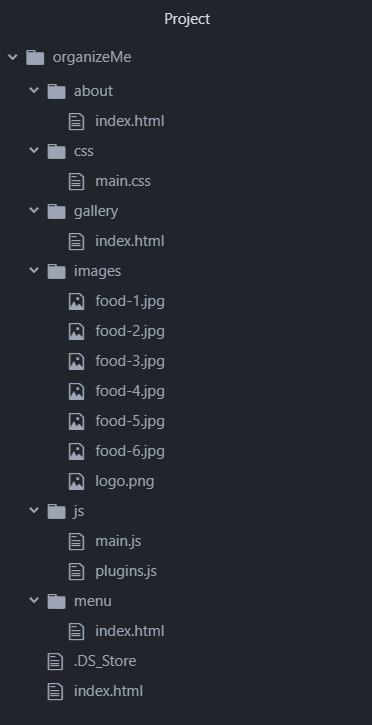 Project
organizeMe
about
index.html
css
main.css
gallery
index.html
images
food-1.jpg
food-2.jpg
food-3.jpg
food-4.jpg
food-5.jpg
food-6.jpg
logo.png
js
main.js
plugins.js
menu
index.html
.DS_Store
index.html